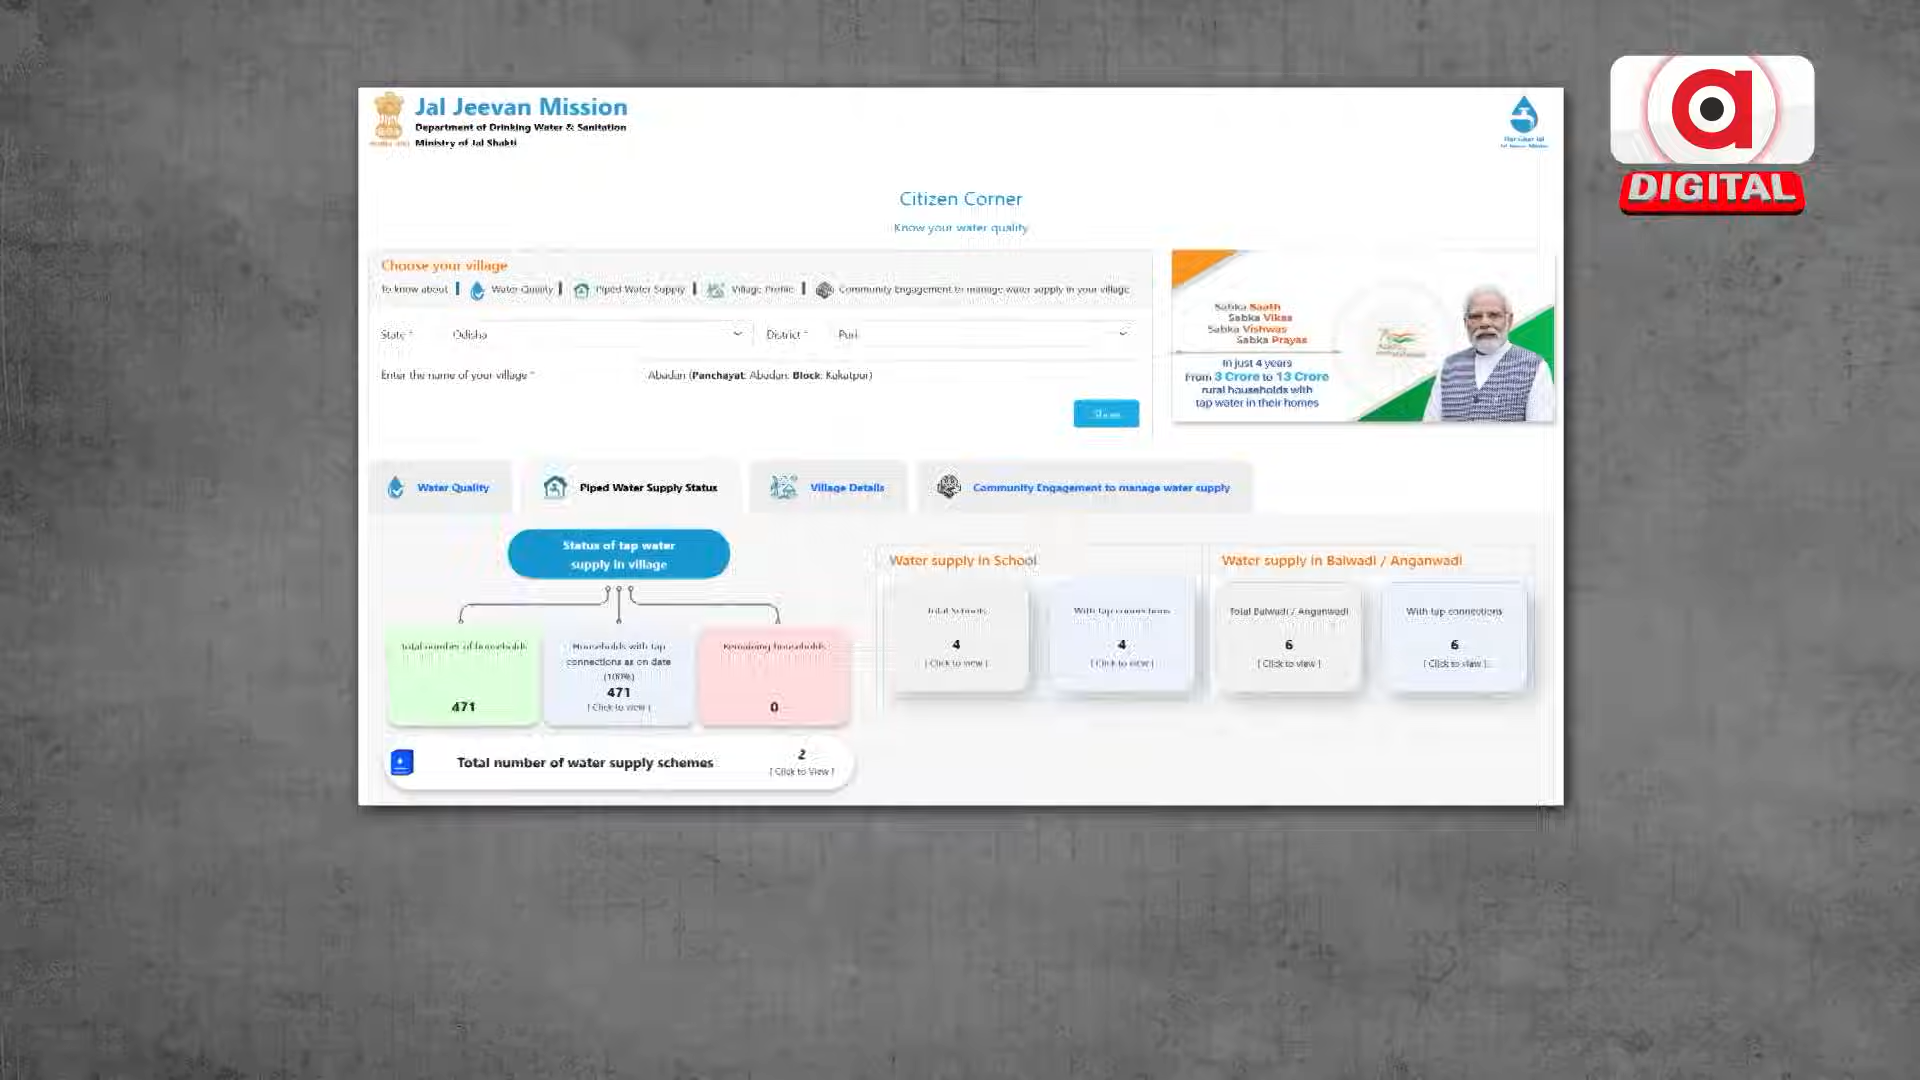 Jal Jeevan Mission
Department of Drinking Water & Sanitation
Ministry of Jal Shakti
a
DIGITAL
Citizen Corner
Know your water quality
Choose your village
To know about | Water Quality | Piped Water Supply | Village Profile | Community Engagement to manage water supply in your village
State * Odisha District * Puri
Enter the name of your village * Abadan (Panchayat: Abadan; Block: Kakatpur)
Show
Sabka Saath
Sabka Vikas
Sabka Vishwas
Sabka Prayas
In just 4 years
From 3 Crore to 13 Crore
rural households with
tap water in their homes
Water Quality
Piped Water Supply Status
Village Details
Community Engagement to manage water supply
Status of tap water
supply in village
Total number of households
471
Households with tap
connections as on date
(100%)
471
[ Click to view ]
Remaining households
0
Total number of water supply schemes
2
[ Click to View ]
Water supply in School
Total Schools
4
[ Click to view ]
With tap connections
4
[ Click to view ]
Water supply in Balwadi / Anganwadi
Total Balwadi / Anganwadi
6
[ Click to view ]
With tap connections
6
[ Click to view ]